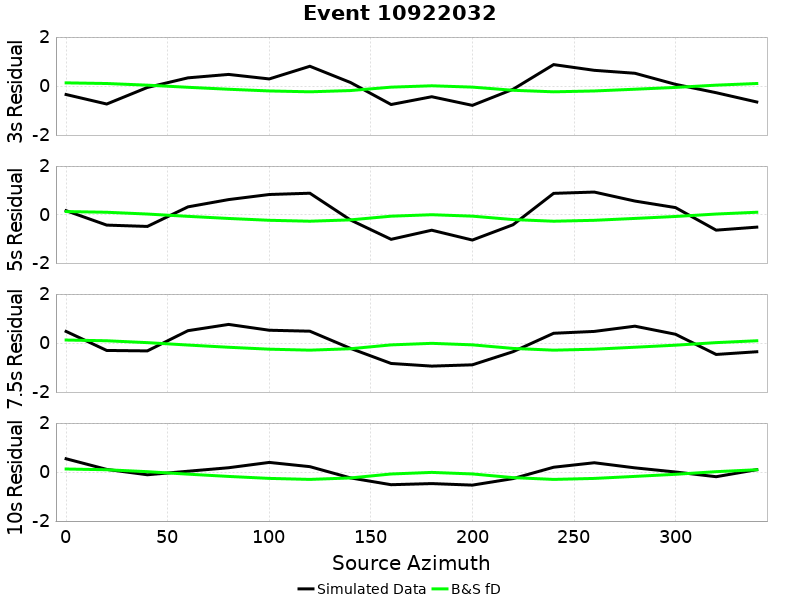 Event 10922032
3s Residual
2
0
-2
5s Residual
2
0
-2
7.5s Residual
2
0
-2
10s Residual
2
0
-2
0 50 100 150 200 250 300
Source Azimuth
Simulated Data B&S fD